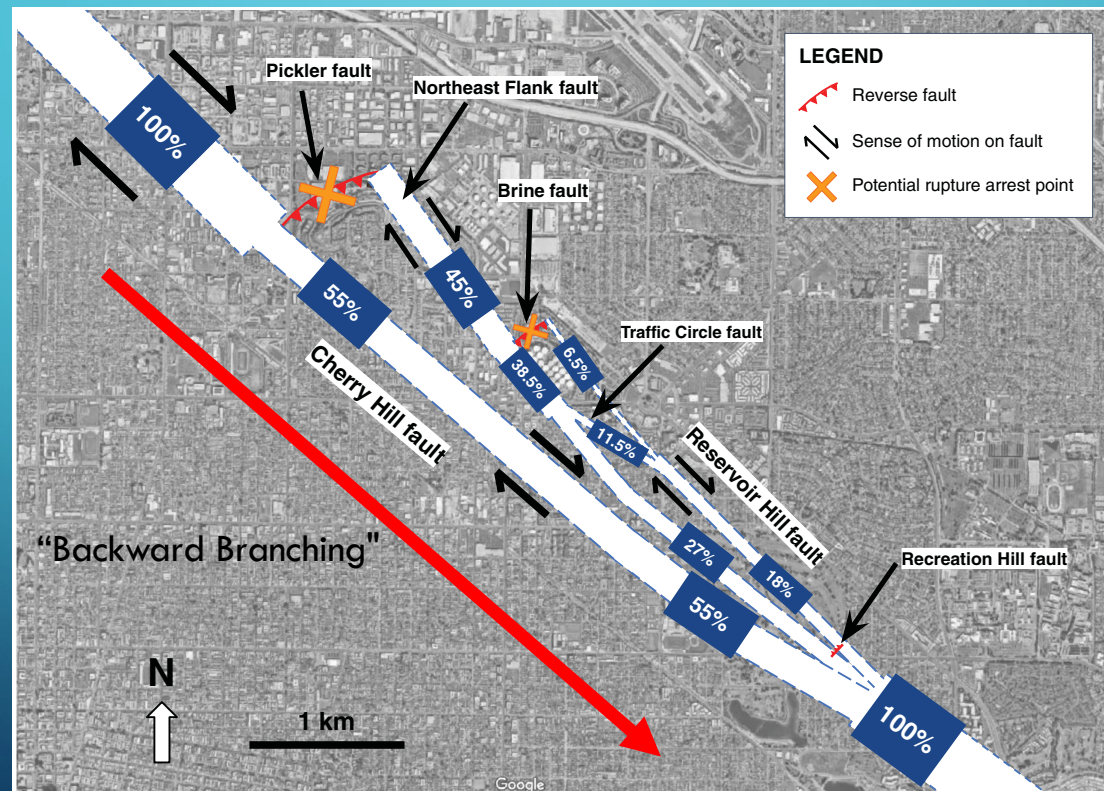 LEGEND
Reverse fault
Sense of motion on fault
Potential rupture arrest point
Pickler fault
Northeast Flank fault
100%
Brine fault
45%
55%
Traffic Circle fault
6.5%
38.5%
Cherry Hill fault
11.5%
Reservoir Hill fault
“Backward Branching"
27%
18%
Recreation Hill fault
55%
N
1 km
100%
Google